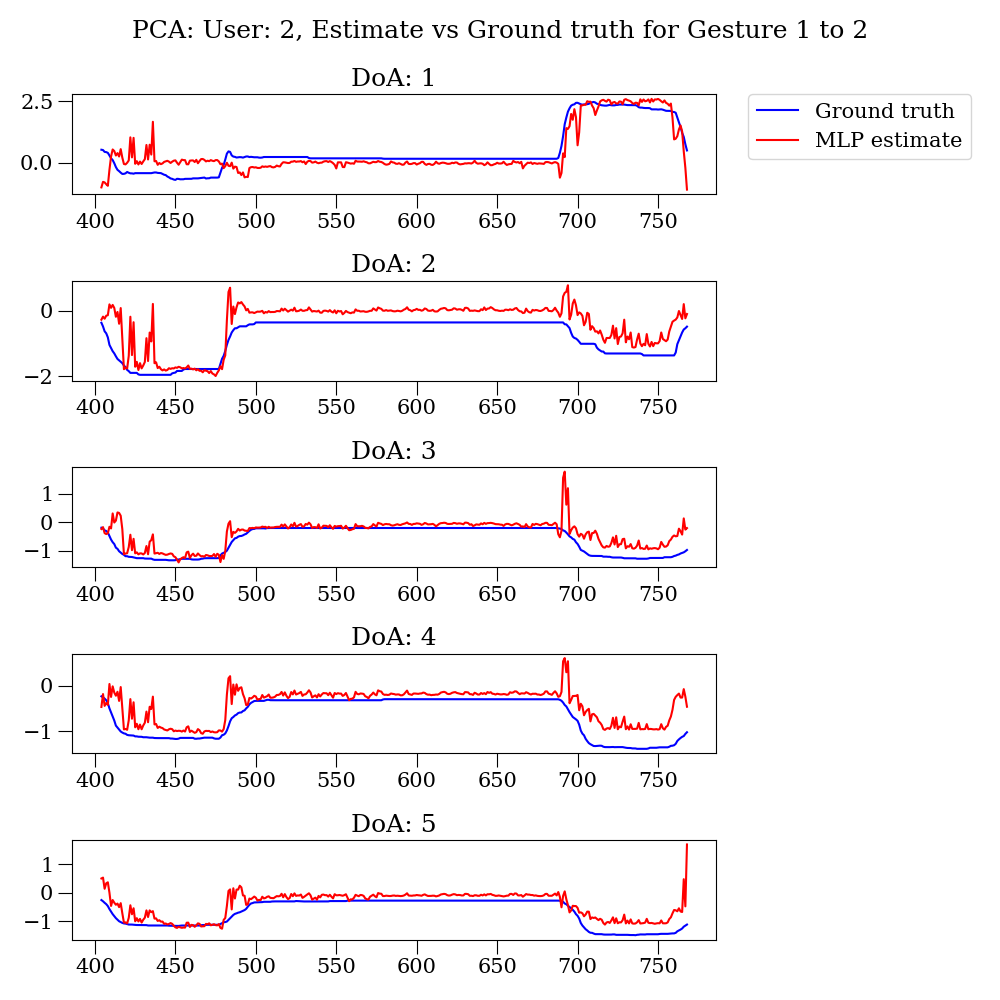 PCA: User: 2, Estimate vs Ground truth for Gesture 1 to 2
DoA: 1
2.5
0.0
400 450 500 550 600 650 700 750
Ground truth
MLP estimate
DoA: 2
0
−2
400 450 500 550 600 650 700 750
DoA: 3
1
0
−1
400 450 500 550 600 650 700 750
DoA: 4
0
−1
400 450 500 550 600 650 700 750
DoA: 5
1
0
−1
400 450 500 550 600 650 700 750